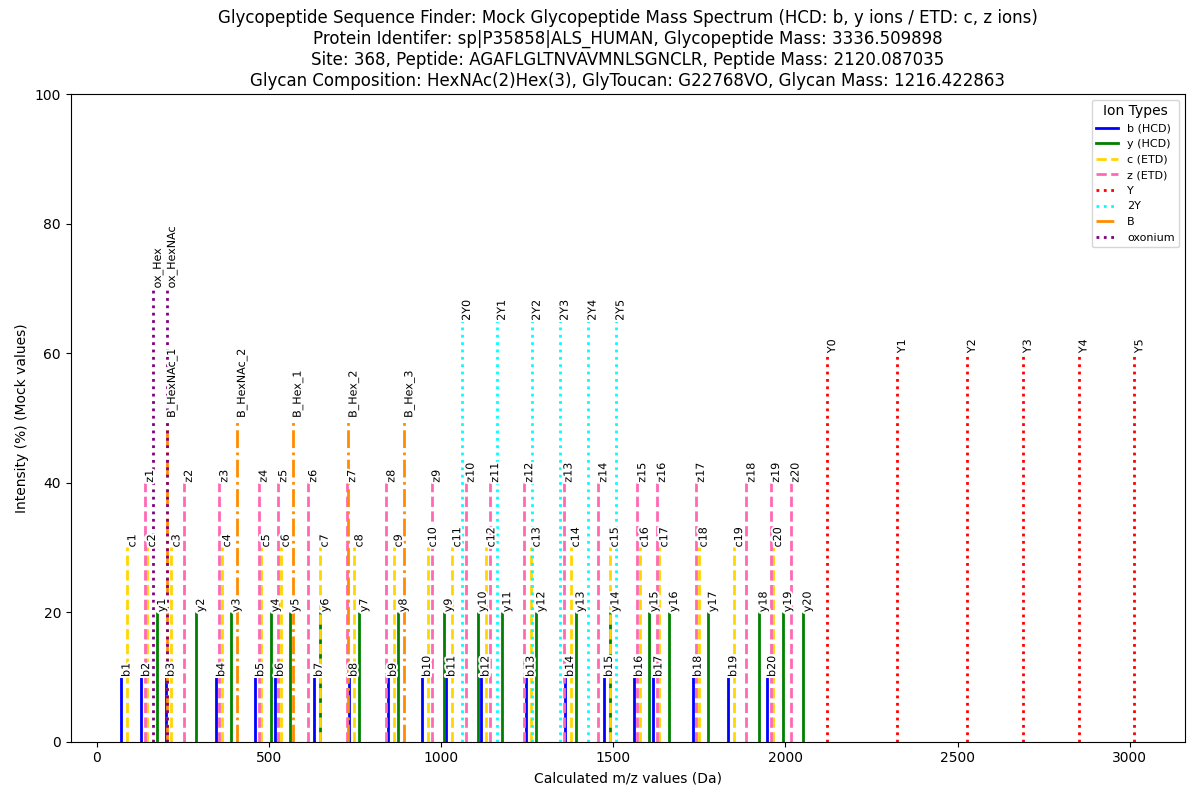 Glycopeptide Sequence Finder: Mock Glycopeptide Mass Spectrum (HCD: b, y ions / ETD: c, z ions)
Protein Identifer: sp|P35858|ALS_HUMAN, Glycopeptide Mass: 3336.509898
Site: 368, Peptide: AGAFLGLTNVAVMNLSGNCLR, Peptide Mass: 2120.087035
Glycan Composition: HexNAc(2)Hex(3), GlyToucan: G22768VO, Glycan Mass: 1216.422863
Ion Types
b (HCD)
y (HCD)
c (ETD)
z (ETD)
Y
2Y
B
oxonium
Intensity (%) (Mock values)
100
80
60
40
20
0
ox_Hex
ox_HexNAc
2Y0
2Y1
2Y2
2Y3
2Y4
2Y5
Y0
Y1
Y2
Y3
Y4
Y5
B_HexNAc_1
B_HexNAc_2
B_Hex_1
B_Hex_2
B_Hex_3
z1
z2
z3
z4
z5
z6
z7
z8
z9
z10
z11
z12
z13
z14
z15
z16
z17
z18
z19
z20
c1
c2
c3
c4
c5
c6
c7
c8
c9
c10
c11
c12
c13
c14
c15
c16
c17
c18
c19
c20
y1
y2
y3
y4
y5
y6
y7
y8
y9
y10
y11
y12
y13
y14
y15
y16
y17
y18
y19
y20
b1
b2
b3
b4
b5
b6
b7
b8
b9
b10
b11
b12
b13
b14
b15
b16
b17
b18
b19
b20
0
500
1000
1500
2000
2500
3000
Calculated m/z values (Da)